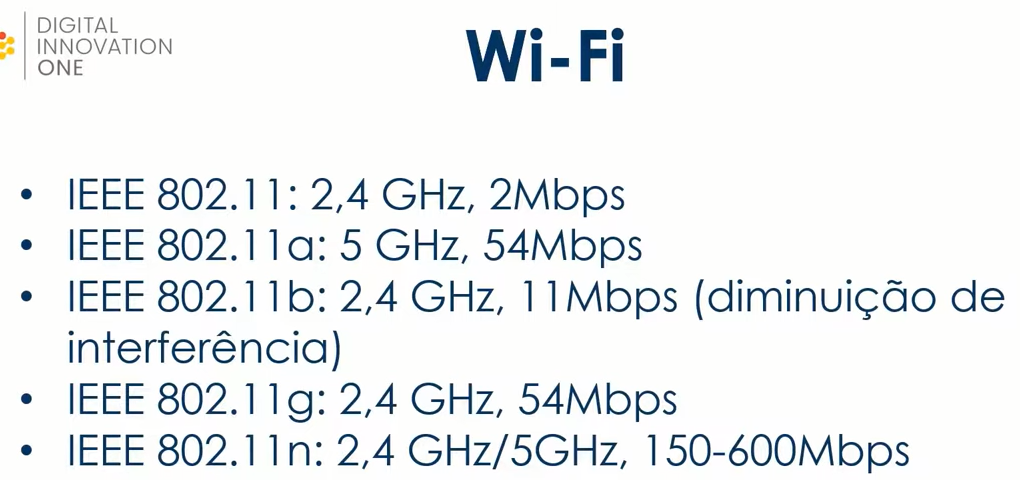 DIGITAL
INNOVATION
ONE
Wi-Fi
• IEEE 802.11: 2,4 GHz, 2Mbps
• IEEE 802.11a: 5 GHz, 54Mbps
• IEEE 802.11b: 2,4 GHz, 11Mbps (diminuição de
interferência)
• IEEE 802.11g: 2,4 GHz, 54Mbps
• IEEE 802.11n: 2,4 GHz/5GHz, 150-600Mbps